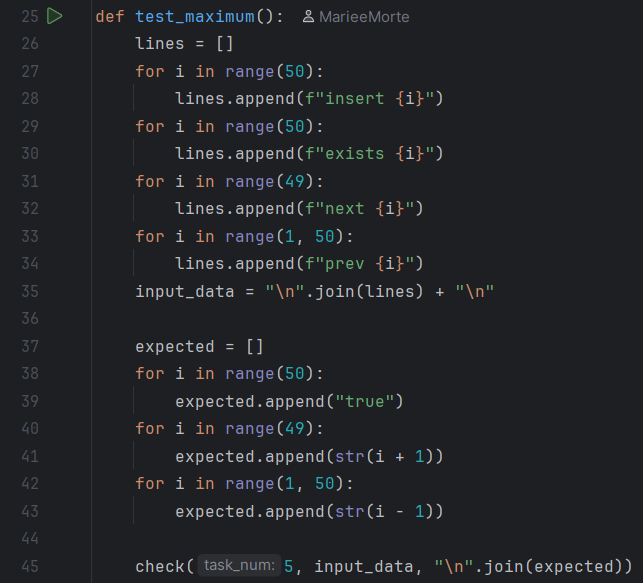 25 def test_maximum(): MarieeMorte
26 lines = []
27 for i in range(50):
28 lines.append(f"insert {i}")
29 for i in range(50):
30 lines.append(f"exists {i}")
31 for i in range(49):
32 lines.append(f"next {i}")
33 for i in range(1, 50):
34 lines.append(f"prev {i}")
35 input_data = "\n".join(lines) + "\n"
36
37 expected = []
38 for i in range(50):
39 expected.append("true")
40 for i in range(49):
41 expected.append(str(i + 1))
42 for i in range(1, 50):
43 expected.append(str(i - 1))
44
45 check( task_num: 5, input_data, "\n".join(expected))